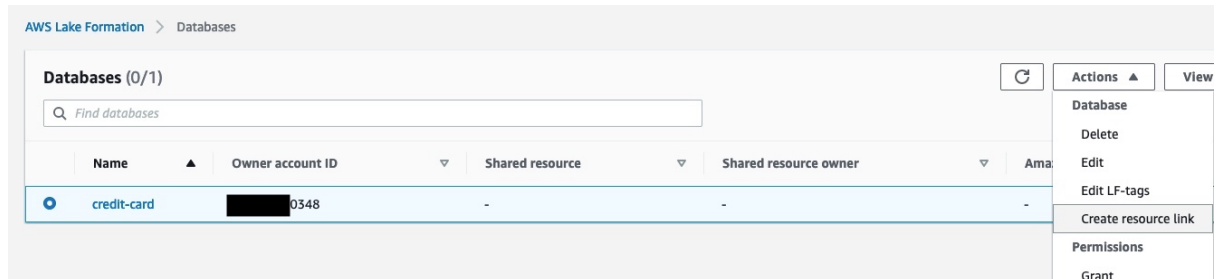 AWS Lake Formation > Databases
Databases (0/1)
Actions ▲
View
Find databases
Database
Delete
Name ▲ Owner account ID ▽ Shared resource ▽ Shared resource owner ▽ Ama
Edit
Edit LF-tags
credit-card 0348 - - -
Create resource link
Permissions
Grant